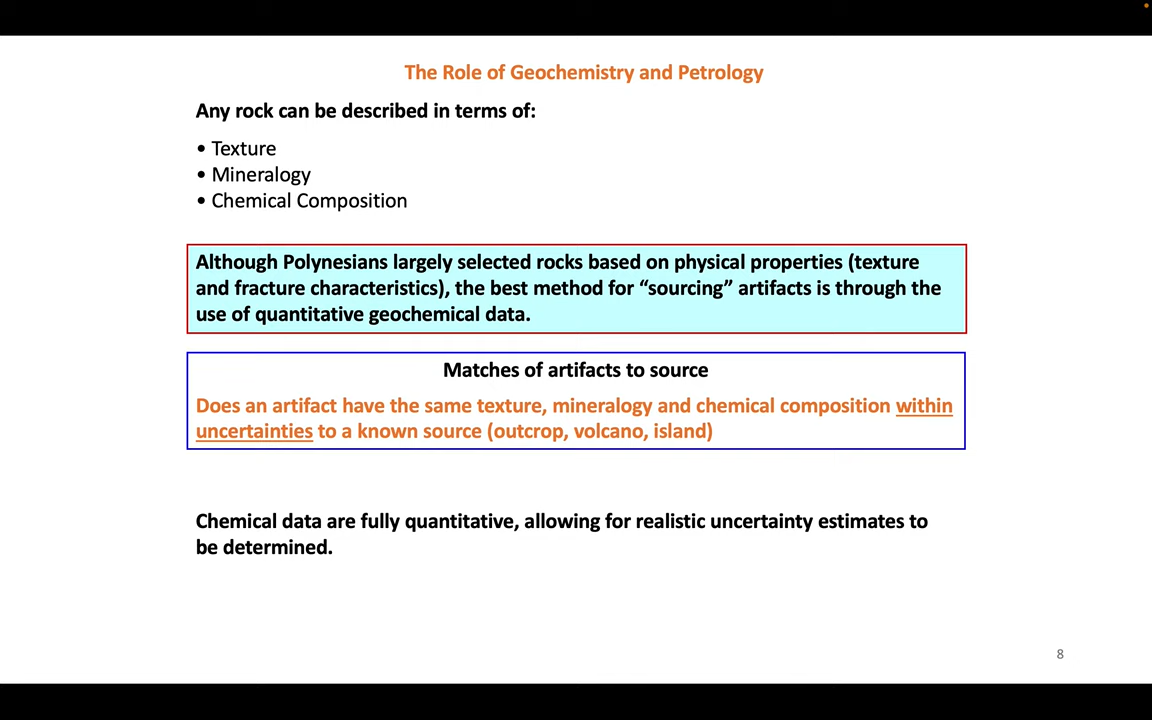 The Role of Geochemistry and Petrology
Any rock can be described in terms of:
• Texture
• Mineralogy
• Chemical Composition
Although Polynesians largely selected rocks based on physical properties (texture
and fracture characteristics), the best method for “sourcing” artifacts is through the
use of quantitative geochemical data.
Matches of artifacts to source
Does an artifact have the same texture, mineralogy and chemical composition within
uncertainties to a known source (outcrop, volcano, island)
Chemical data are fully quantitative, allowing for realistic uncertainty estimates to
be determined.
8